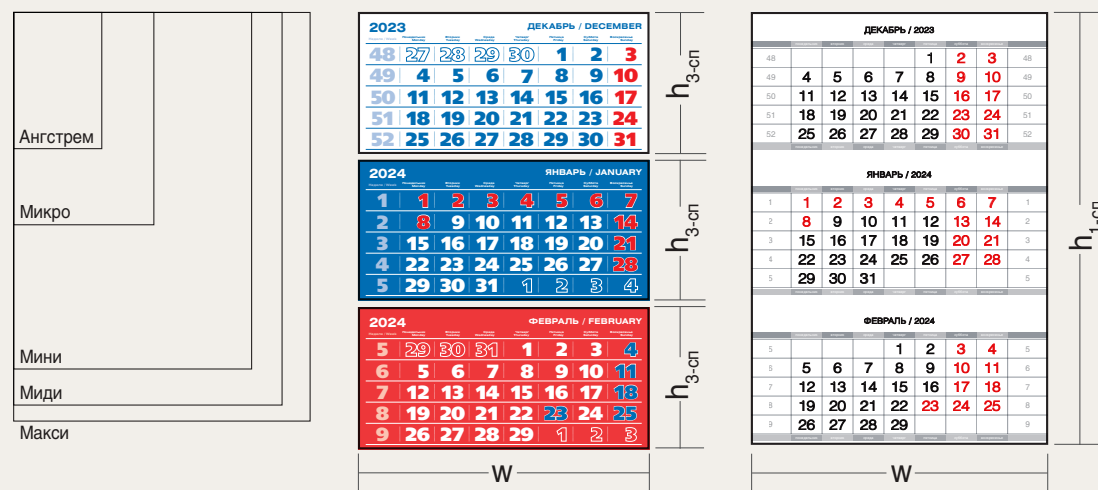 Ангстрем
Микро
Мини
Миди
Макси
2023 ДЕКАБРЬ / DECEMBER
48 27 28 29 30 1 2 3
49 4 5 6 7 8 9 10
50 11 12 13 14 15 16 17
51 18 19 20 21 22 23 24
52 25 26 27 28 29 30 31
h3-сп
2024 ЯНВАРЬ / JANUARY
1 1 2 3 4 5 6 7
2 8 9 10 11 12 13 14
3 15 16 17 18 19 20 21
4 22 23 24 25 26 27 28
5 29 30 31 1 2 3 4
h3-сп
2024 ФЕВРАЛЬ / FEBRUARY
5 29 30 31 1 2 3 4
6 5 6 7 8 9 10 11
7 12 13 14 15 16 17 18
8 19 20 21 22 23 24 25
9 26 27 28 29 1 2 3
h3-сп
w
ДЕКАБРЬ / 2023
48 1 2 3 48
49 4 5 6 7 8 9 10 49
50 11 12 13 14 15 16 17 50
51 18 19 20 21 22 23 24 51
52 25 26 27 28 29 30 31 52
ЯНВАРЬ / 2024
1 1 2 3 4 5 6 7 1
2 8 9 10 11 12 13 14 2
3 15 16 17 18 19 20 21 3
4 22 23 24 25 26 27 28 4
5 29 30 31 5
ФЕВРАЛЬ / 2024
5 1 2 3 4 5
6 5 6 7 8 9 10 11 6
7 12 13 14 15 16 17 18 7
8 19 20 21 22 23 24 25 8
9 26 27 28 29 9
h1-сп
w